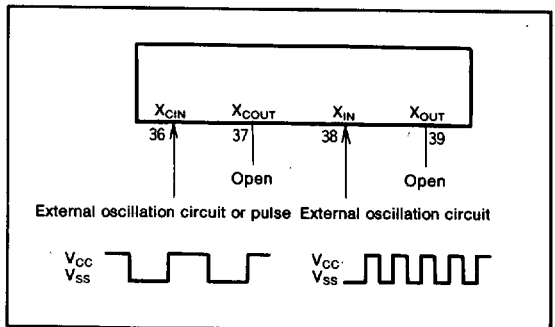 XCIN XCOUT XIN XOUT
36 37 38 39
Open Open
External oscillation circuit or pulse External oscillation circuit
VCC VCC
VSS VSS